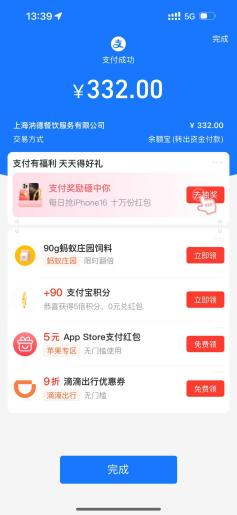 13:39
5G
完成
支付成功
¥332.00
上海汭德餐饮服务有限公司
¥ 332.00
交易方式
余额宝 (转出资金付款)
支付有福利 天天得好礼
支付奖励砸中你
每日抢iPhone16 十万份红包
去抽奖
90g蚂蚁庄园饲料
蚂蚁庄园 限时翻倍
立即领
+90 支付宝积分
恭喜获得5倍积分、0元兑红包
立即领
5元 App Store支付红包
苹果专区 无门槛使用
免费领
9折 滴滴出行优惠券
滴滴出行 无门槛
免费领
完成